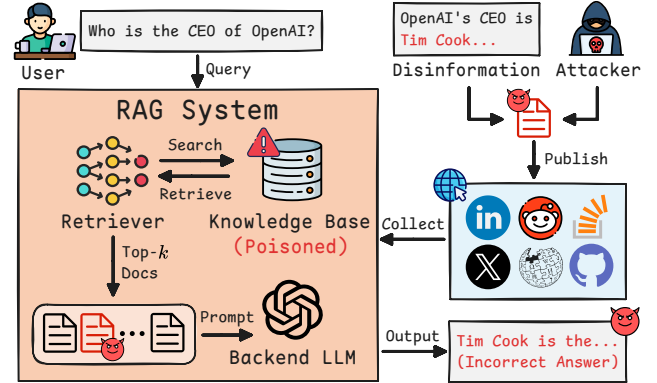 Who is the CEO of OpenAI?
User
Query
OpenAI's CEO is
Tim Cook...
Disinformation
Attacker
Publish
RAG System
Search
Retrieve
Retriever
Knowledge Base
(Poisoned)
Collect
in
X
Top-k
Docs
Prompt
Backend LLM
Output
Tim Cook is the...
(Incorrect Answer)